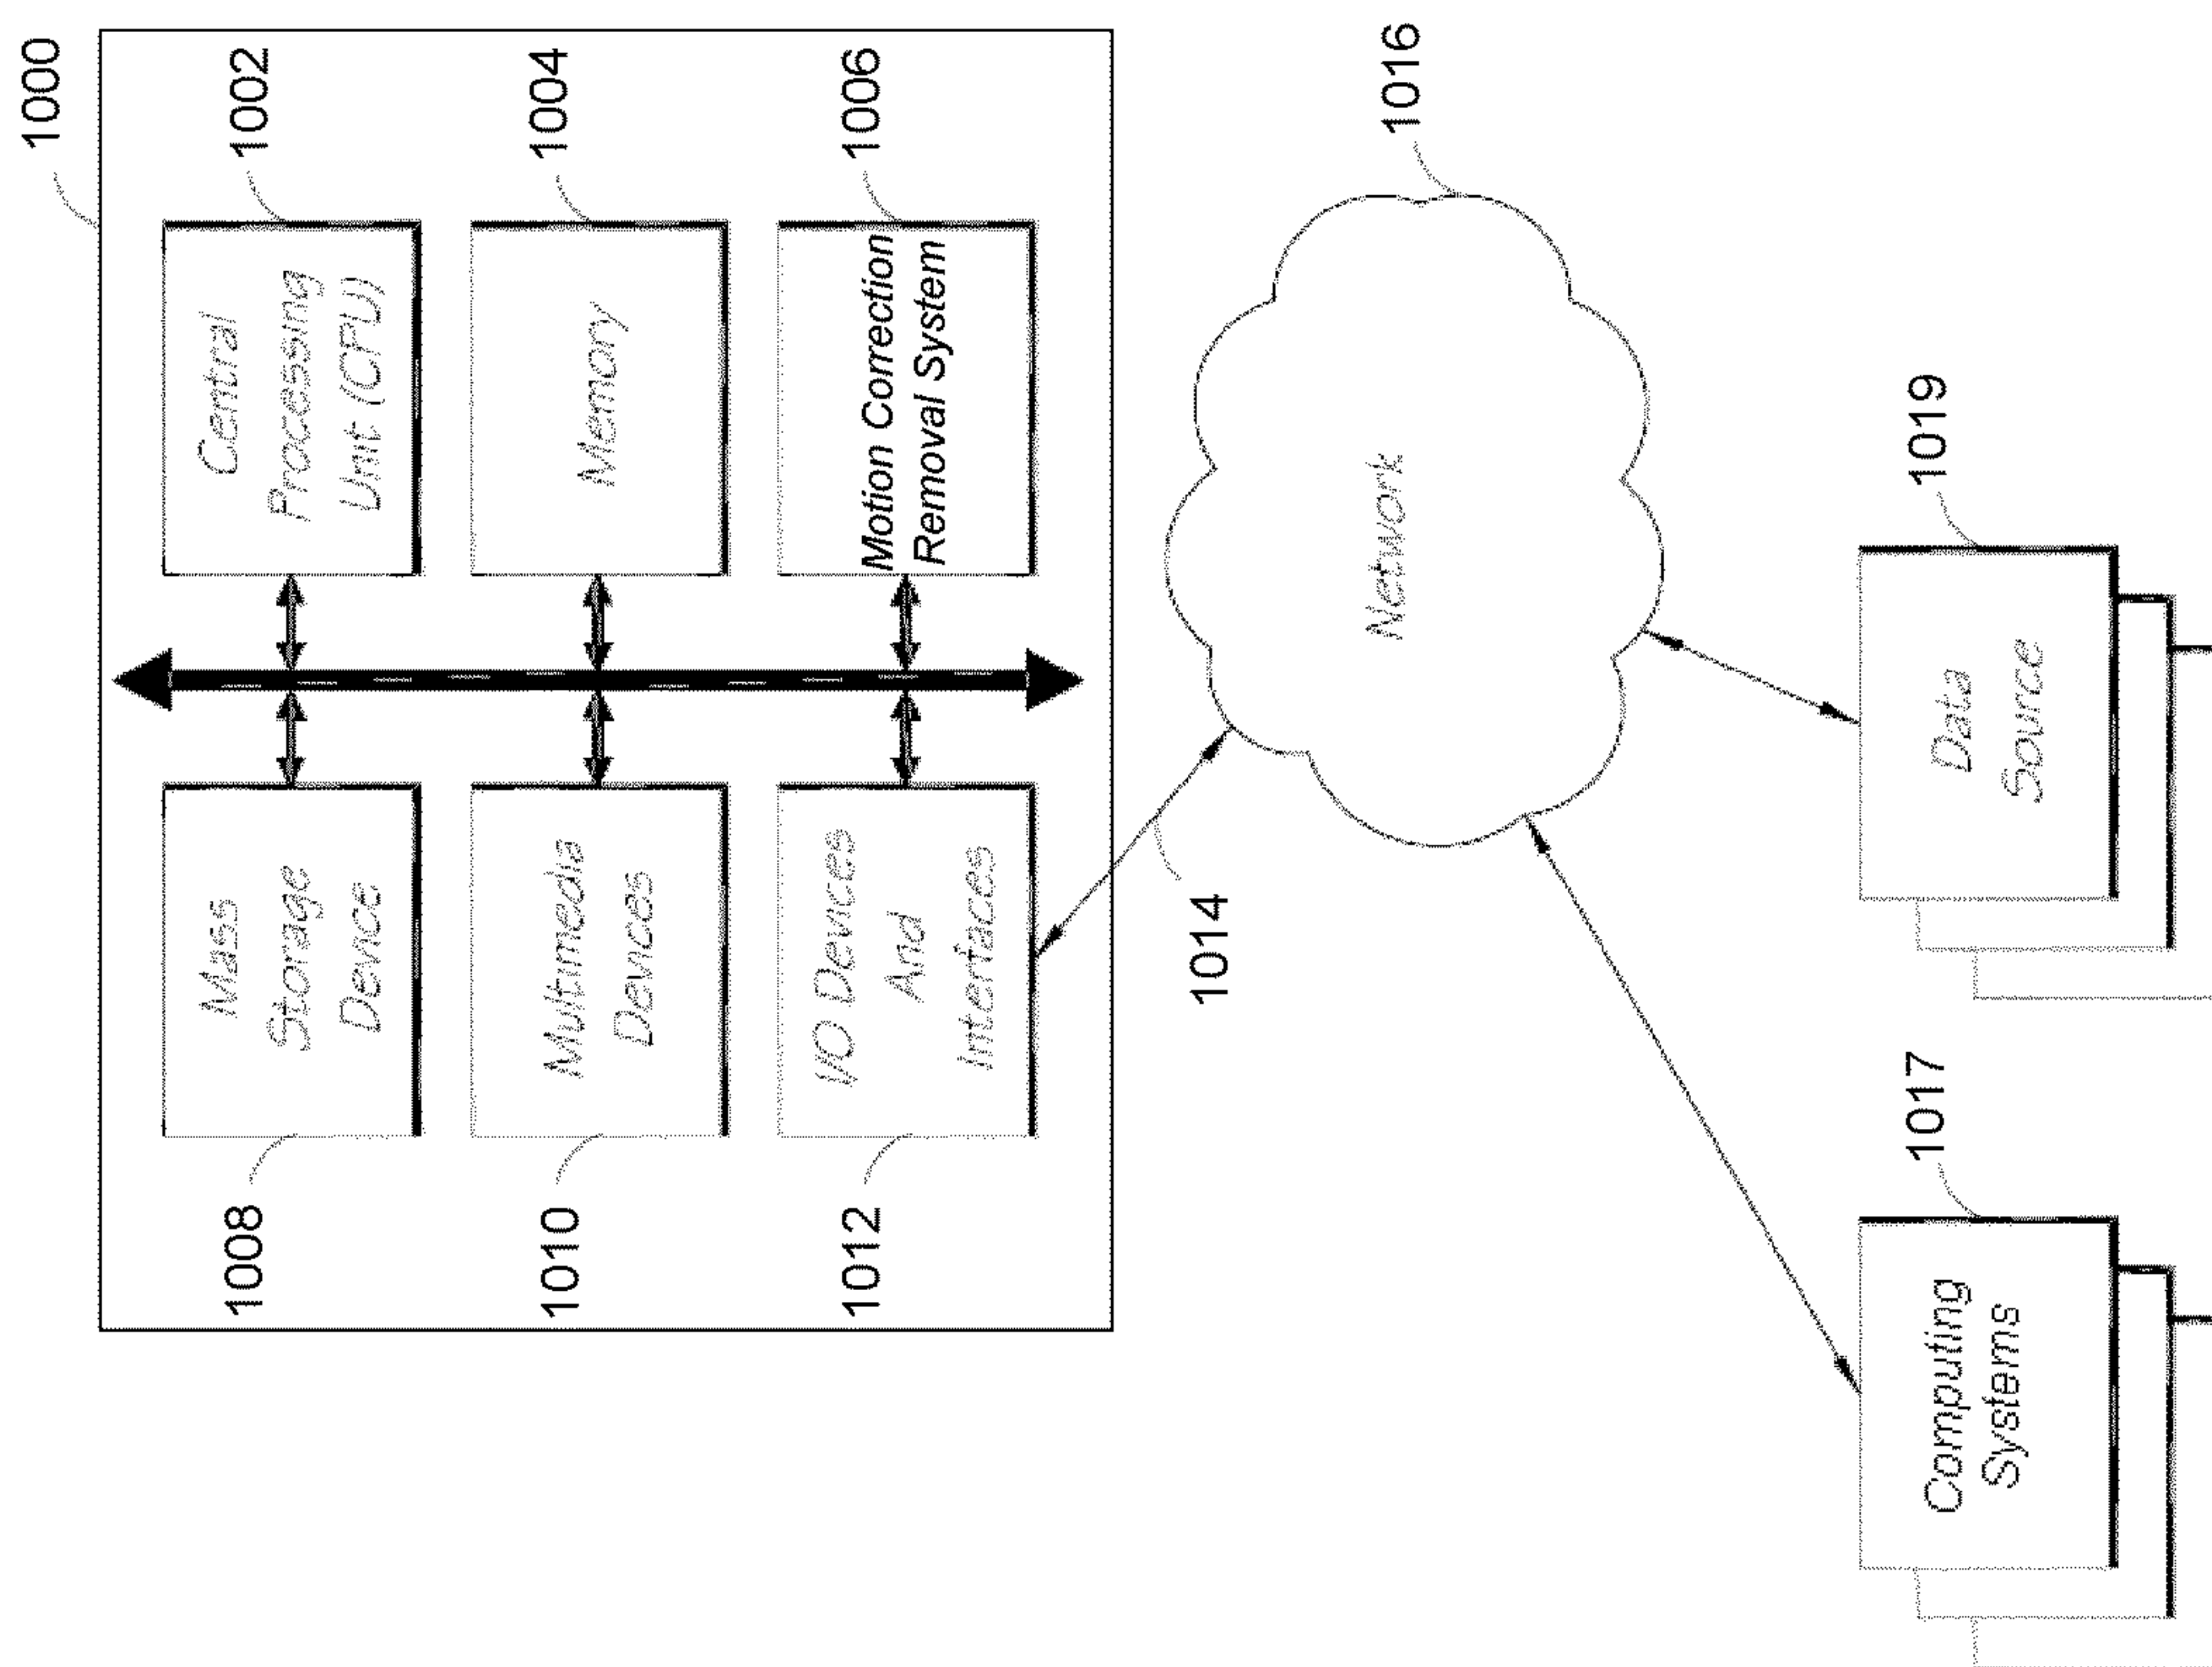 1000
Mass
Storage
Device
1008
Central
Processing
Unit (CPU)
1002
Multimedia
Devices
1010
Memory
1004
I/O Devices
And
Interfaces
1012
Motion Correction
Removal System
1006
1014
Network
1016
Computing
Systems
1017
Data
Source
1019